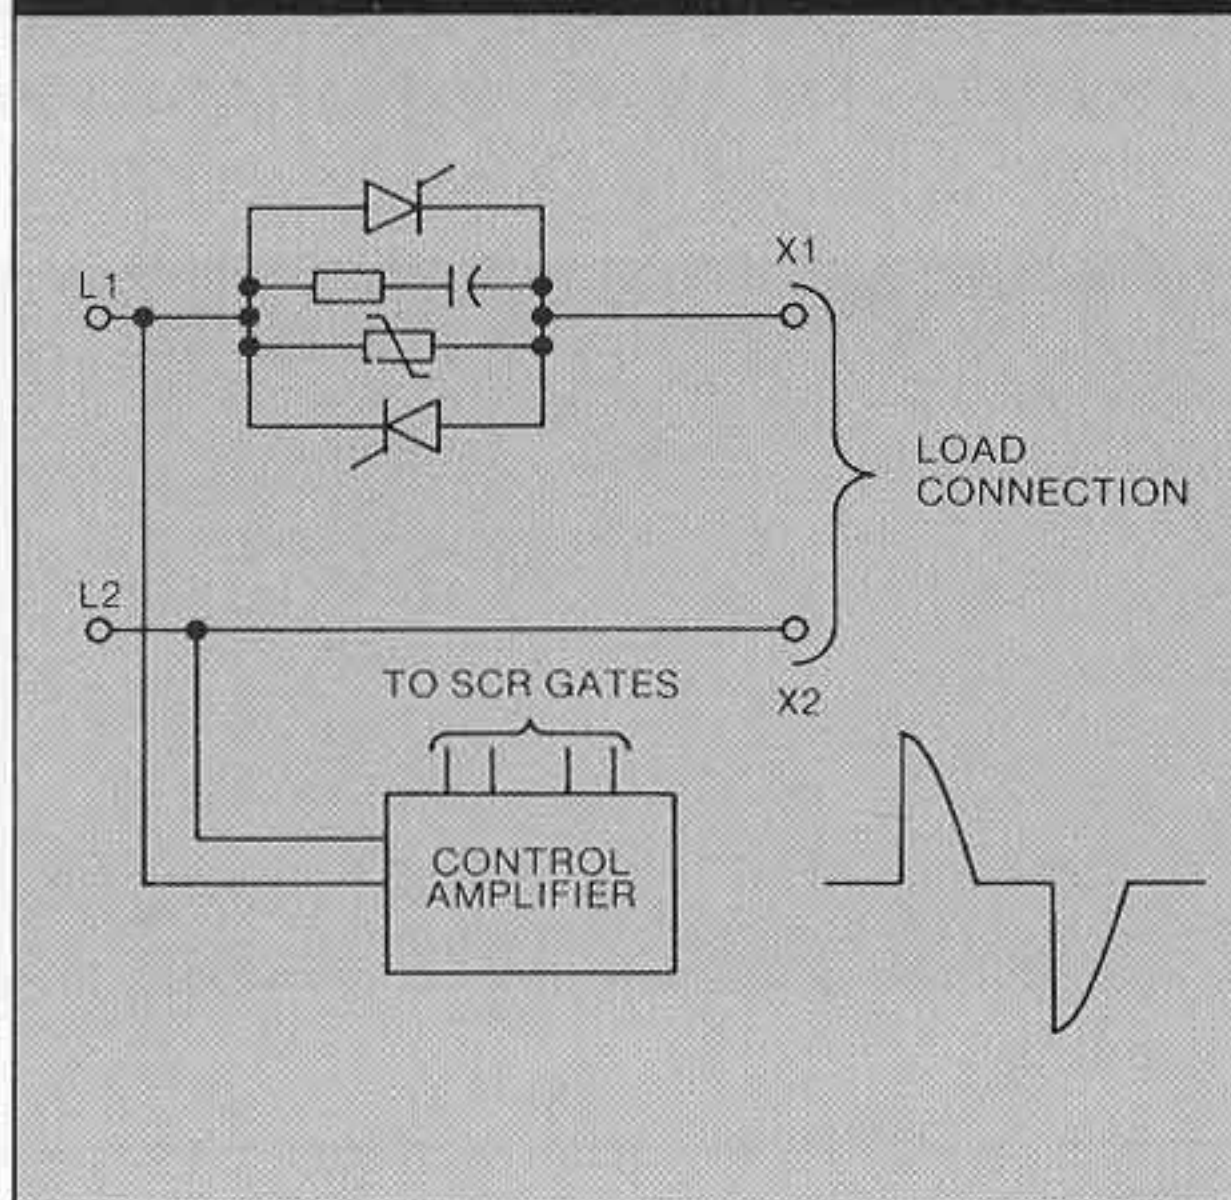 X1
L1
LOAD
CONNECTION
L2
TO SCR GATES
X2
CONTROL
AMPLIFIER